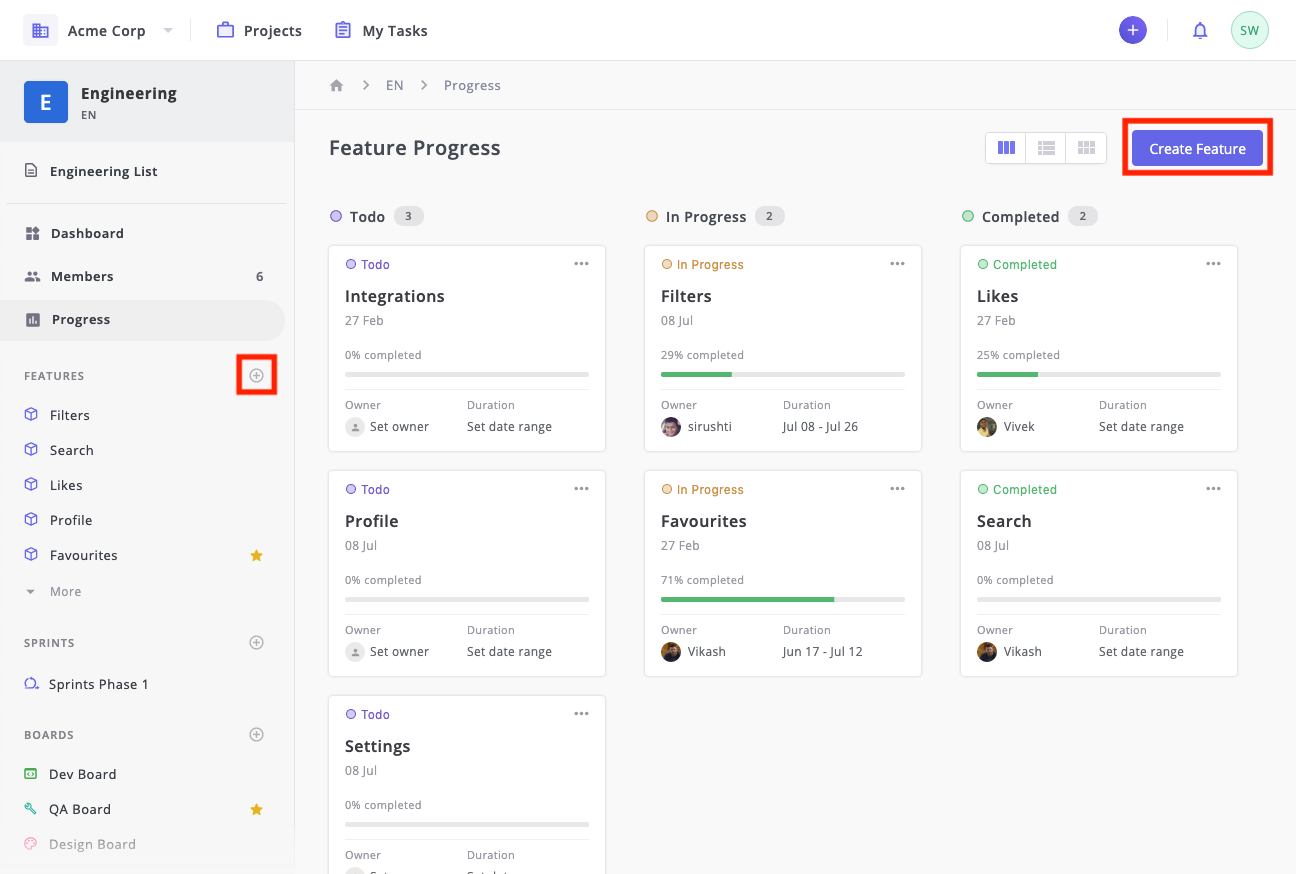 Acme Corp
Projects
My Tasks
SW
E
Engineering
EN
Engineering List
Dashboard
Members 6
Progress
FEATURES
Filters
Search
Likes
Profile
Favourites
More
SPRINTS
Sprints Phase 1
BOARDS
Dev Board
QA Board
Design Board
EN
Progress
Feature Progress
Create Feature
Todo 3
Todo
Integrations
27 Feb
0% completed
Owner Duration
Set owner Set date range
Todo
Profile
08 Jul
0% completed
Owner Duration
Set owner Set date range
Todo
Settings
08 Jul
0% completed
Owner Duration
In Progress 2
In Progress
Filters
08 Jul
29% completed
Owner Duration
sirushti Jul 08 - Jul 26
In Progress
Favourites
27 Feb
71% completed
Owner Duration
Vikash Jun 17 - Jul 12
Completed 2
Completed
Likes
27 Feb
25% completed
Owner Duration
Vivek Set date range
Completed
Search
08 Jul
0% completed
Owner Duration
Vikash Set date range